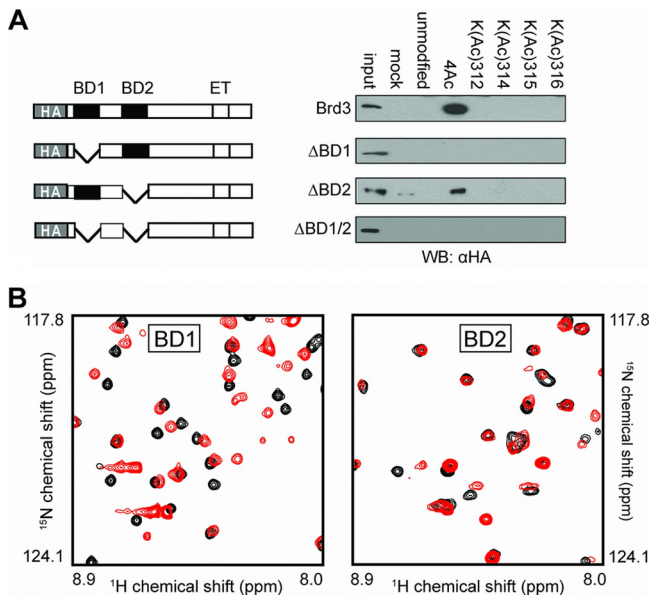 A
BD1 BD2 ET
HA
HA
HA
HA
input mock unmodfied 4Ac K(Ac)312 K(Ac)314 K(Ac)315 K(Ac)316
Brd3
ΔBD1
ΔBD2
ΔBD1/2
WB: αHA
B
117.8
BD1
¹⁵N chemical shift (ppm)
124.1
8.9 ¹H chemical shift (ppm) 8.0
117.8
BD2
¹⁵N chemical shift (ppm)
124.1
8.9 ¹H chemical shift (ppm) 8.0